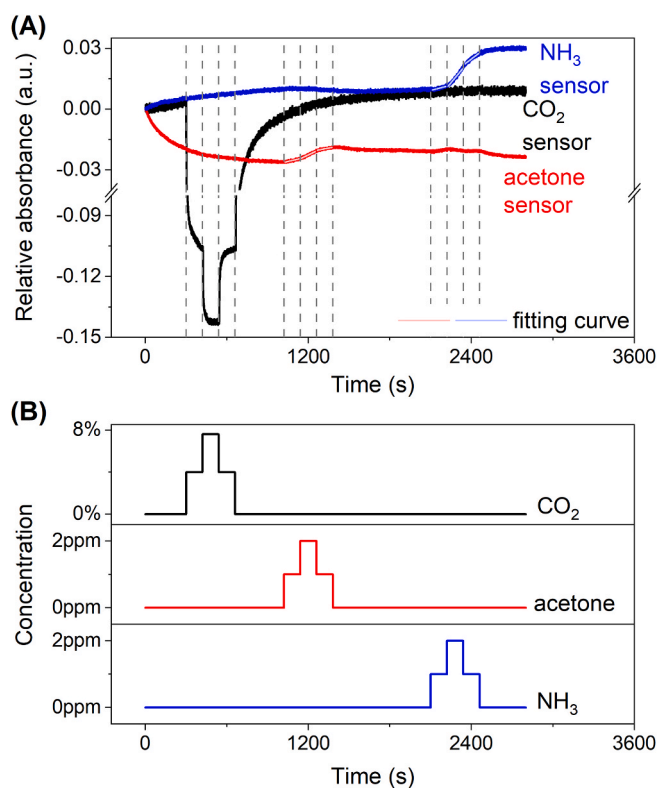 (A)
Relative absorbance (a.u.)
0.03
0.00
-0.03
-0.09
-0.12
-0.15
NH3
sensor
CO2
sensor
acetone
sensor
fitting curve
0
1200
2400
3600
Time (s)
(B)
Concentration
8%
0%
CO2
2ppm
0ppm
acetone
2ppm
0ppm
NH3
0
1200
2400
3600
Time (s)